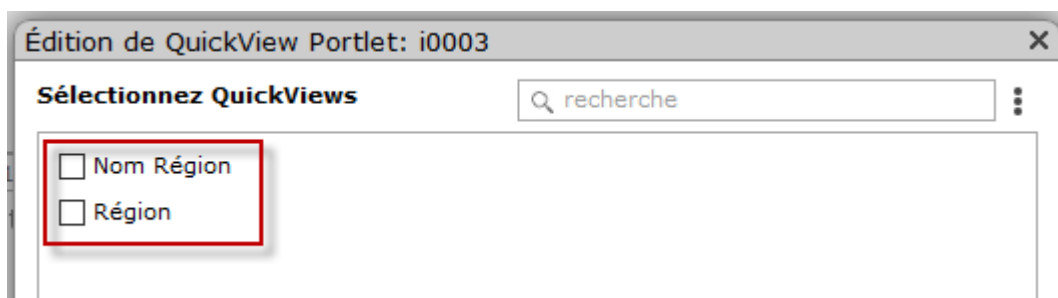 Édition de QuickView Portlet: i0003
Sélectionnez QuickViews
recherche
Nom Région
Région